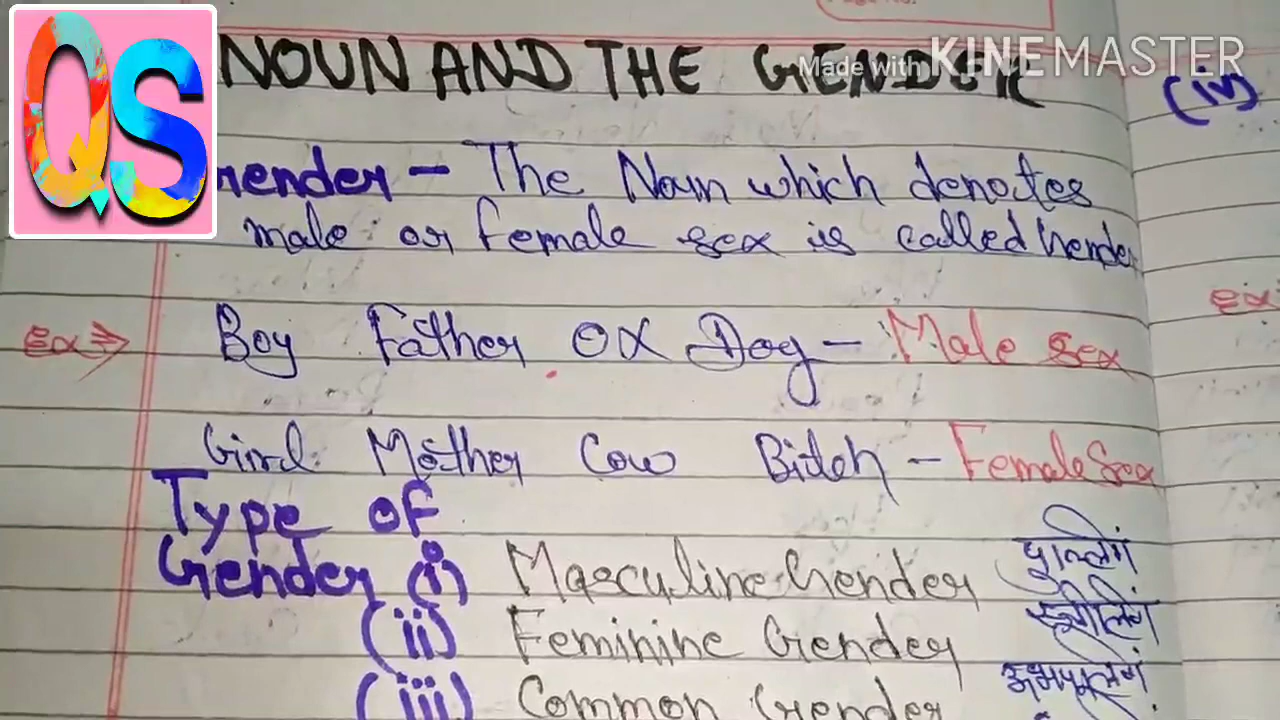 QS
NOUN AND THE GENDER
Made with KINEMASTER
(iv)
Gender - The Noun which denotes
male or female sex is called Gender
Ex ⇒ Boy Father OX Dog - Male sex
ex
Girl Mother Cow Bitch - Female Sex
Type of
Gender (i) Masculine Gender पुल्लिंग
(ii) Feminine Gender स्त्रीलिंग
(iii) Common Gender